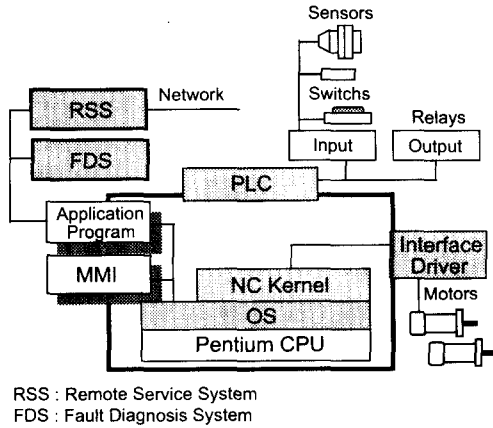 Sensors
Switchs
Relays
Network
RSS
Input
Output
FDS
PLC
Application
Program
Interface
Driver
MMI
NC Kernel
Motors
OS
Pentium CPU
RSS : Remote Service System
FDS : Fault Diagnosis System